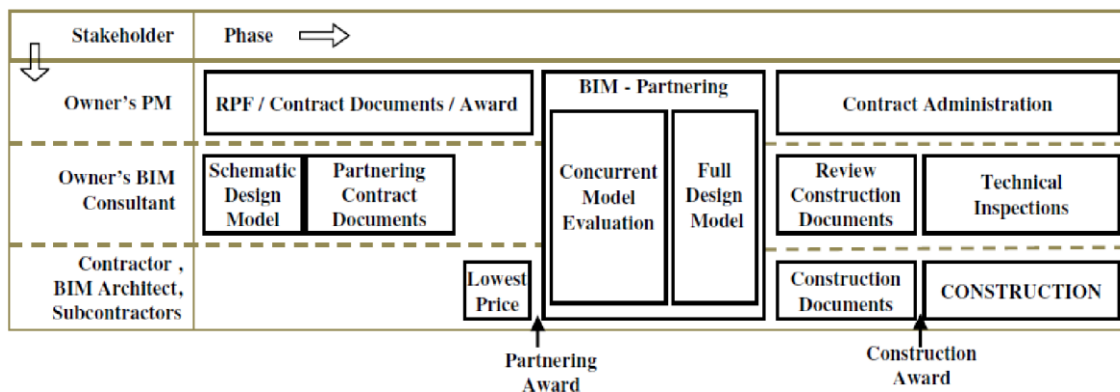 Stakeholder
Phase
Owner's PM
RPF / Contract Documents / Award
BIM - Partnering
Contract Administration
Owner's BIM
Consultant
Schematic
Design
Model
Partnering
Contract
Documents
Concurrent
Model
Evaluation
Full
Design
Model
Review
Construction
Documents
Technical
Inspections
Contractor ,
BIM Architect,
Subcontractors
Lowest
Price
Construction
Documents
CONSTRUCTION
Partnering
Award
Construction
Award